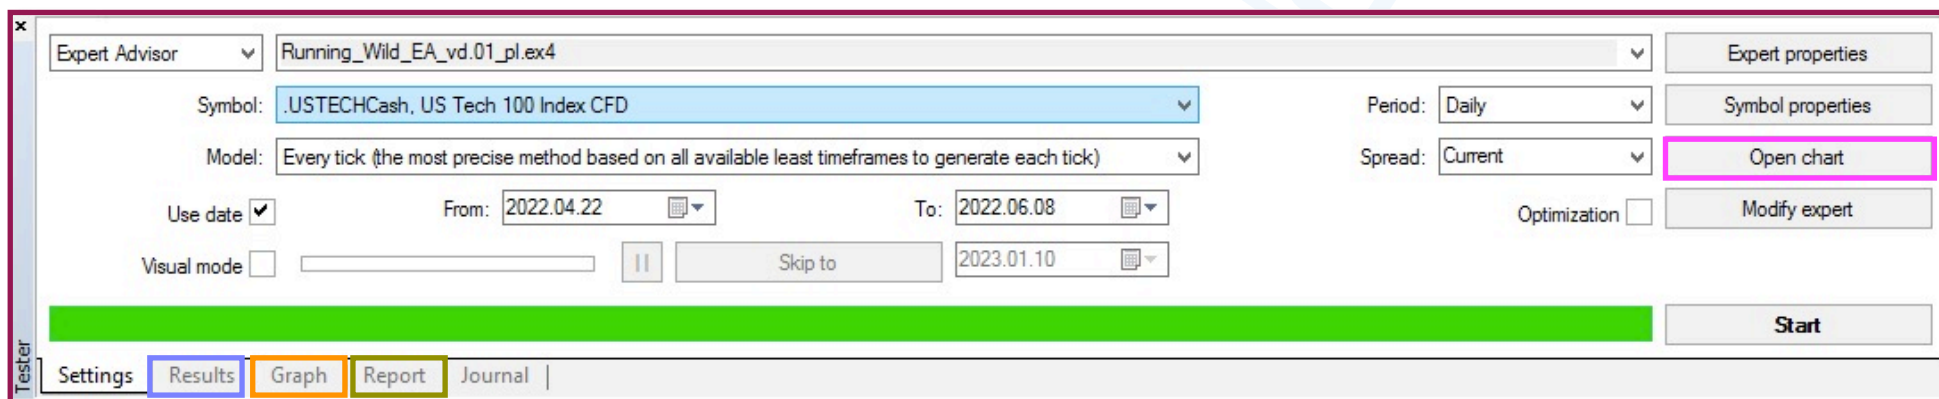 x
Expert Advisor Running_Wild_EA_vd.01_pl.ex4 Expert properties
Symbol: .USTECHCash, US Tech 100 Index CFD Period: Daily Symbol properties
Model: Every tick (the most precise method based on all available least timeframes to generate each tick) Spread: Current Open chart
Use date From: 2022.04.22 To: 2022.06.08 Optimization Modify expert
Visual mode Skip to 2023.01.10
Start
Tester
Settings Results Graph Report Journal